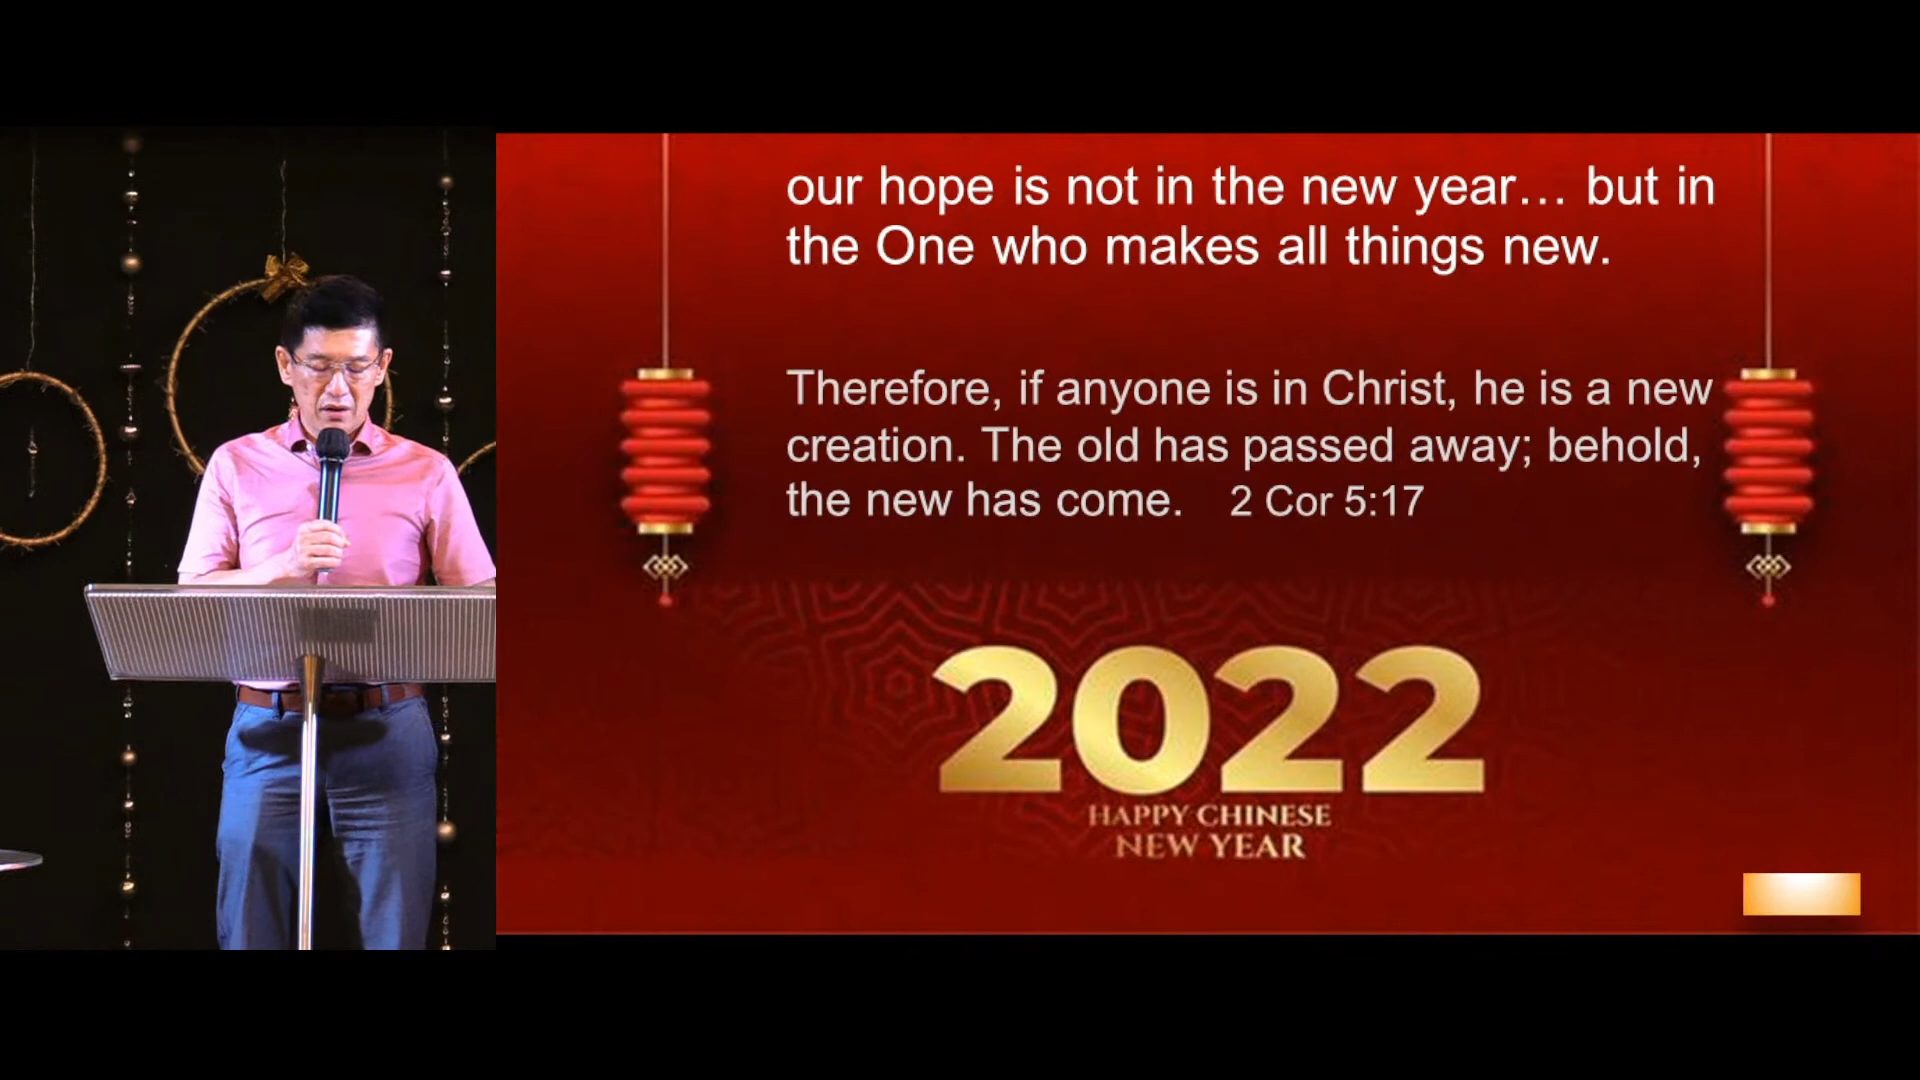 our hope is not in the new year… but in
the One who makes all things new.
Therefore, if anyone is in Christ, he is a new
creation. The old has passed away; behold,
the new has come. 2 Cor 5:17
2022
HAPPY CHINESE
NEW YEAR